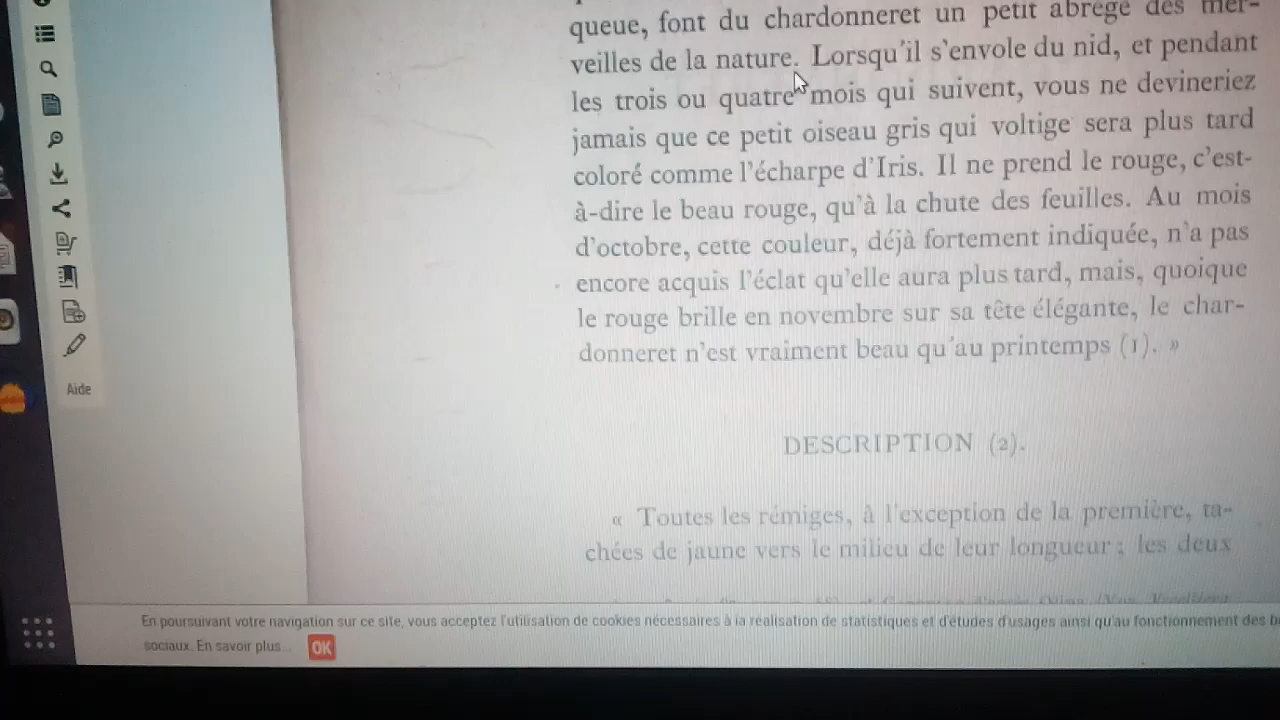 queue, font du chardonneret un petit abrégé des mer-
veilles de la nature. Lorsqu'il s'envole du nid, et pendant
les trois ou quatre mois qui suivent, vous ne devineriez
jamais que ce petit oiseau gris qui voltige sera plus tard
coloré comme l'écharpe d'Iris. Il ne prend le rouge, c'est-
à-dire le beau rouge, qu'à la chute des feuilles. Au mois
d'octobre, cette couleur, déjà fortement indiquée, n'a pas
encore acquis l'éclat qu'elle aura plus tard, mais, quoique
le rouge brille en novembre sur sa tête élégante, le char-
donneret n'est vraiment beau qu'au printemps (1). »
Aide
DESCRIPTION (2).
« Toutes les rémiges, à l'exception de la première, ta-
chées de jaune vers le milieu de leur longueur; les deux
En poursuivant votre navigation sur ce site, vous acceptez l'utilisation de cookies nécessaires à la réalisation de statistiques et d'études d'usages ainsi qu'au fonctionnement des
sociaux. En savoir plus... OK